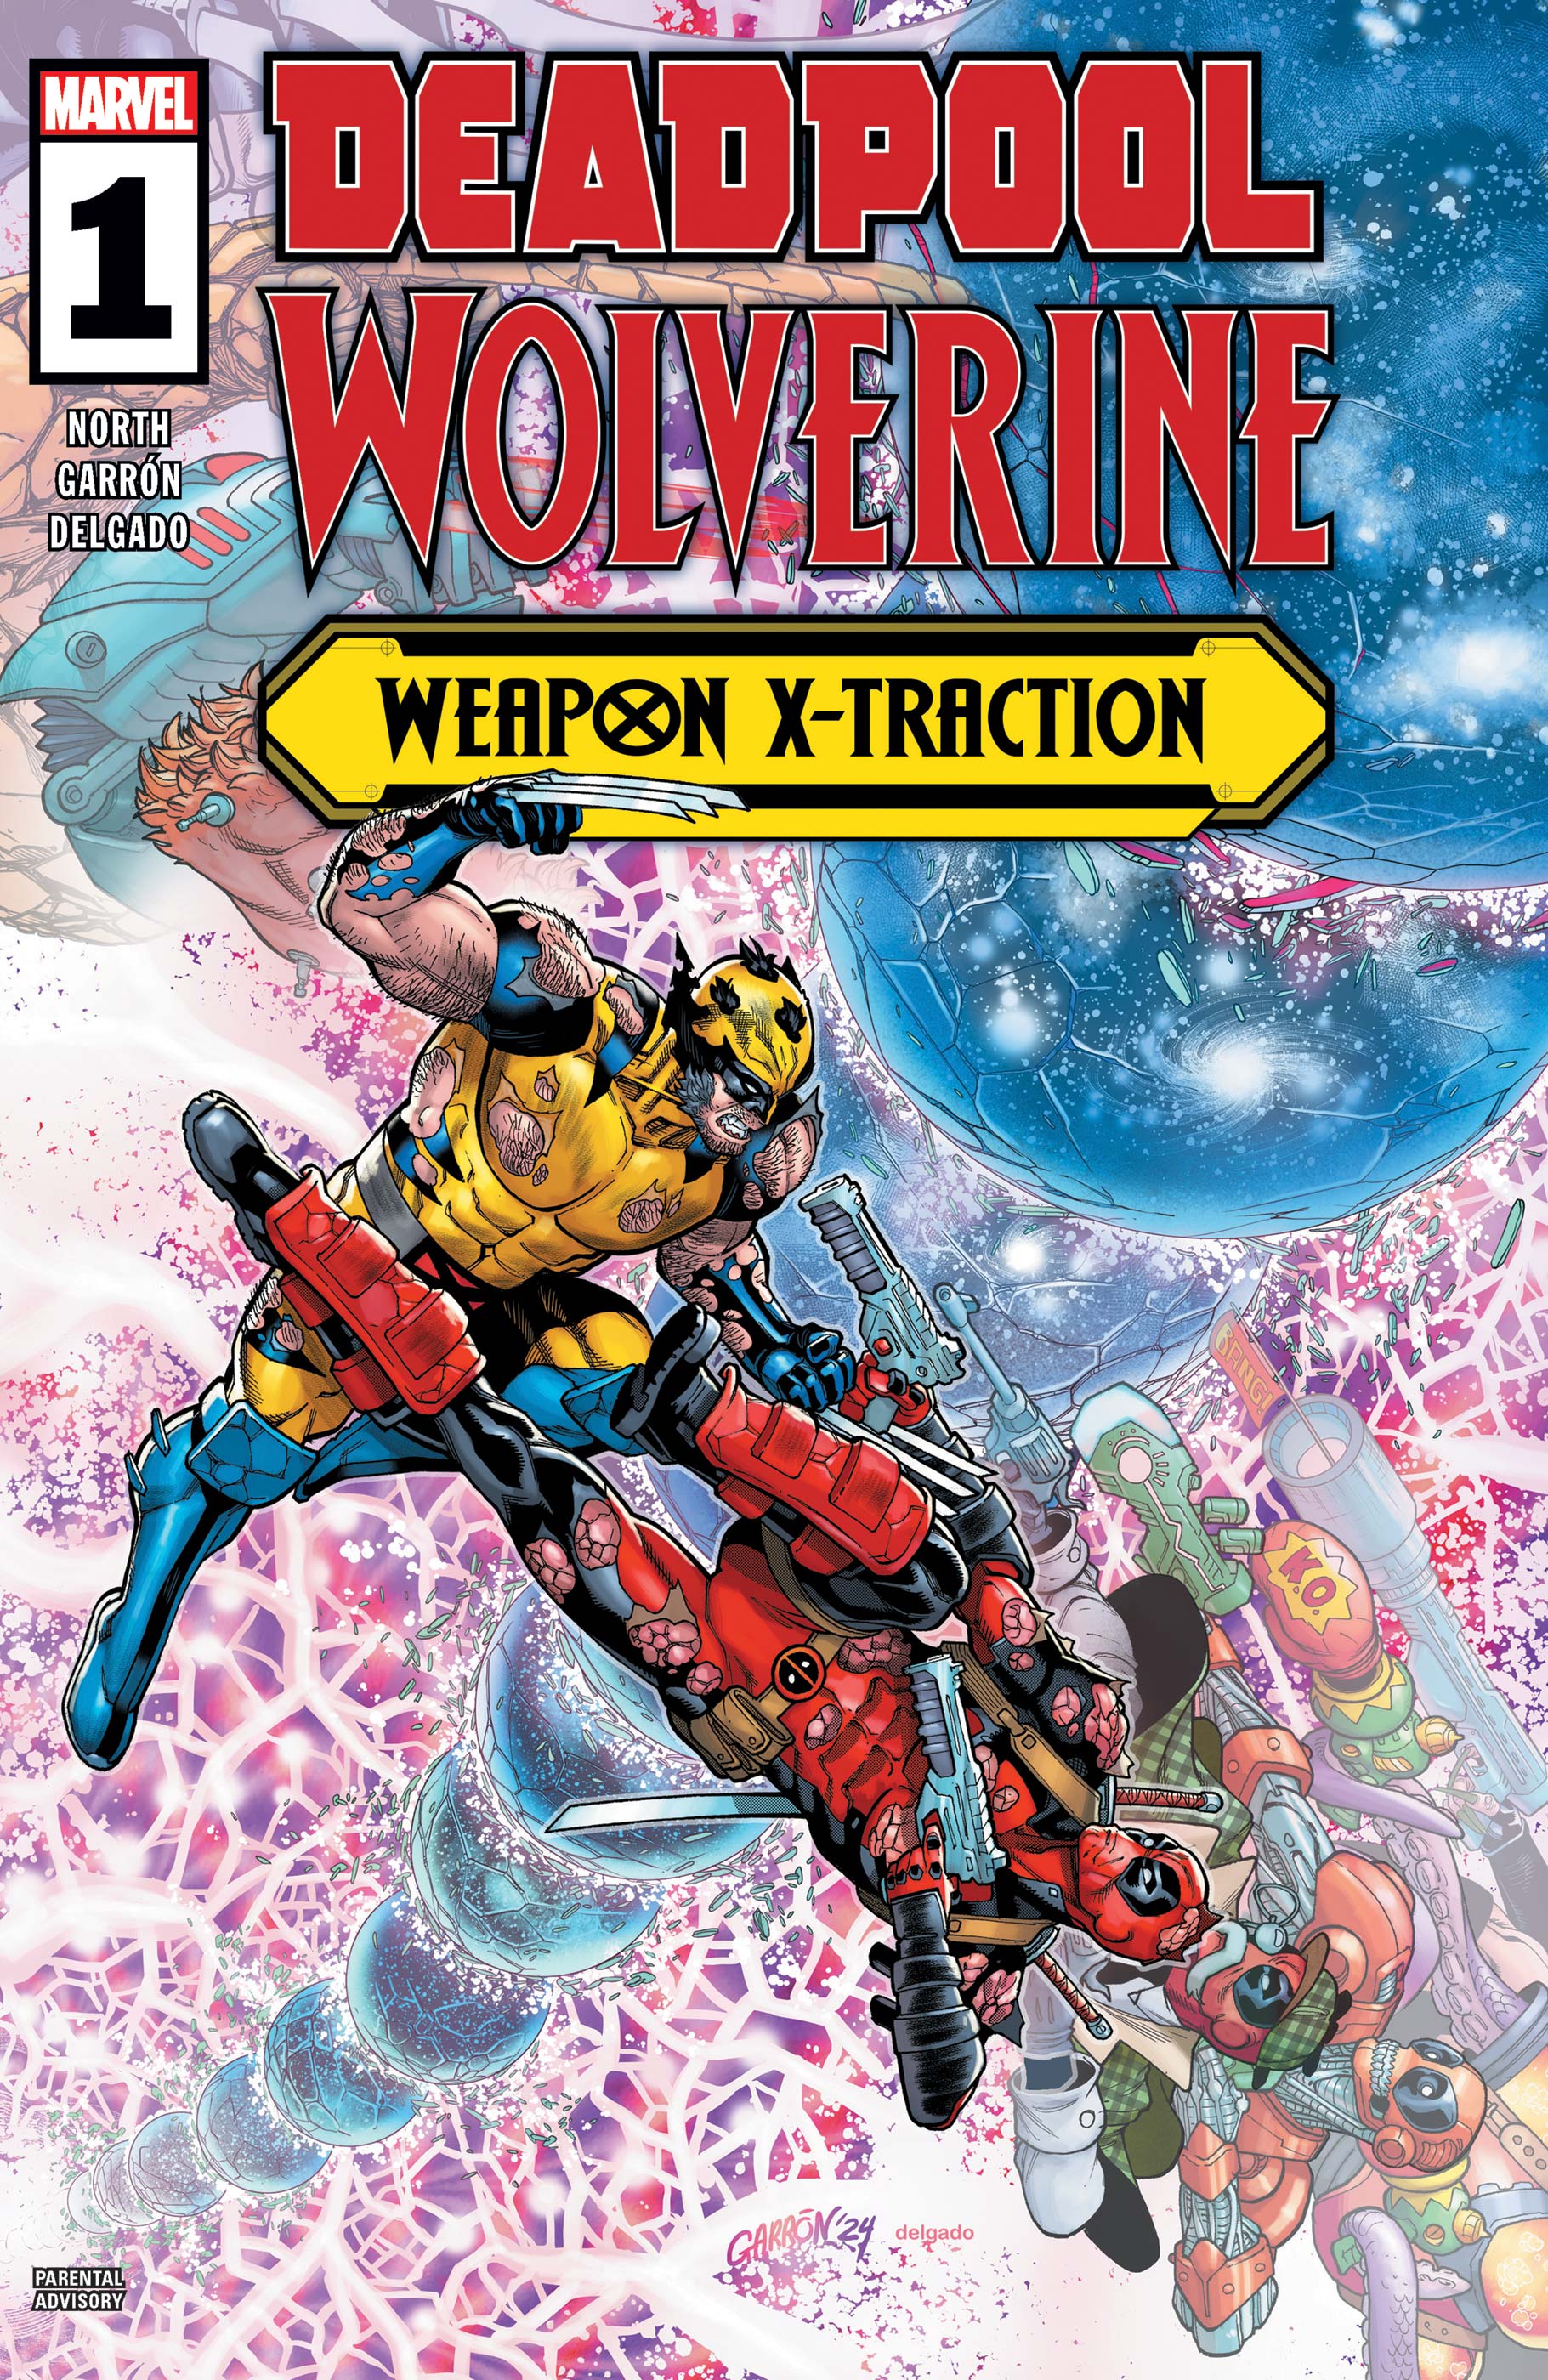 MARVEL
1
NORTH
GARRÓN
DELGADO
DEADPOOL
WOLVERINE
WEAPON X-TRACTION
BANG!
K.O.
GARRÓN '24
delgado
PARENTAL
ADVISORY